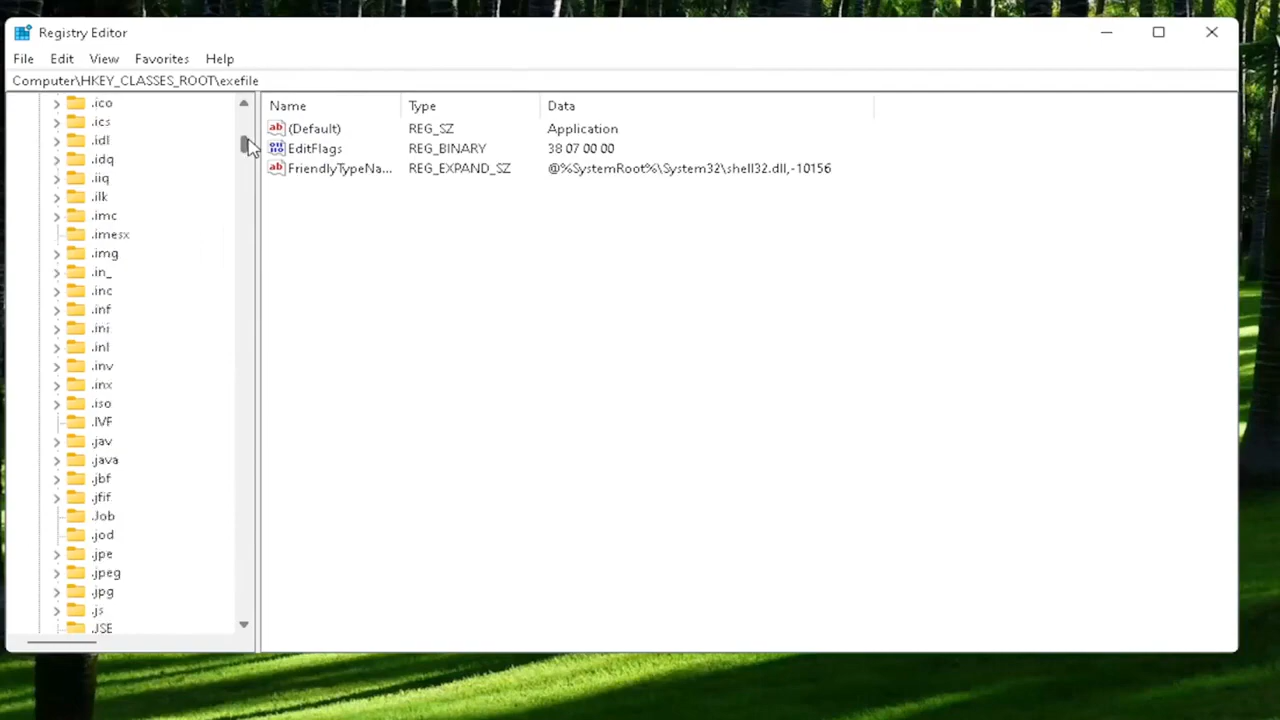 Registry Editor
File Edit View Favorites Help
Computer\HKEY_CLASSES_ROOT\exefile
.ico
.ics
.idl
.idq
.iiq
.ilk
.imc
.imesx
.img
.in_
.inc
.inf
.ini
.inl
.inv
.inx
.iso
.IVF
.jav
.java
.jbf
.jfif
.Job
.jod
.jpe
.jpeg
.jpg
.js
.JSE
Name Type Data
(Default) REG_SZ Application
EditFlags REG_BINARY 38 07 00 00
FriendlyTypeNa... REG_EXPAND_SZ @%SystemRoot%\System32\shell32.dll,-10156